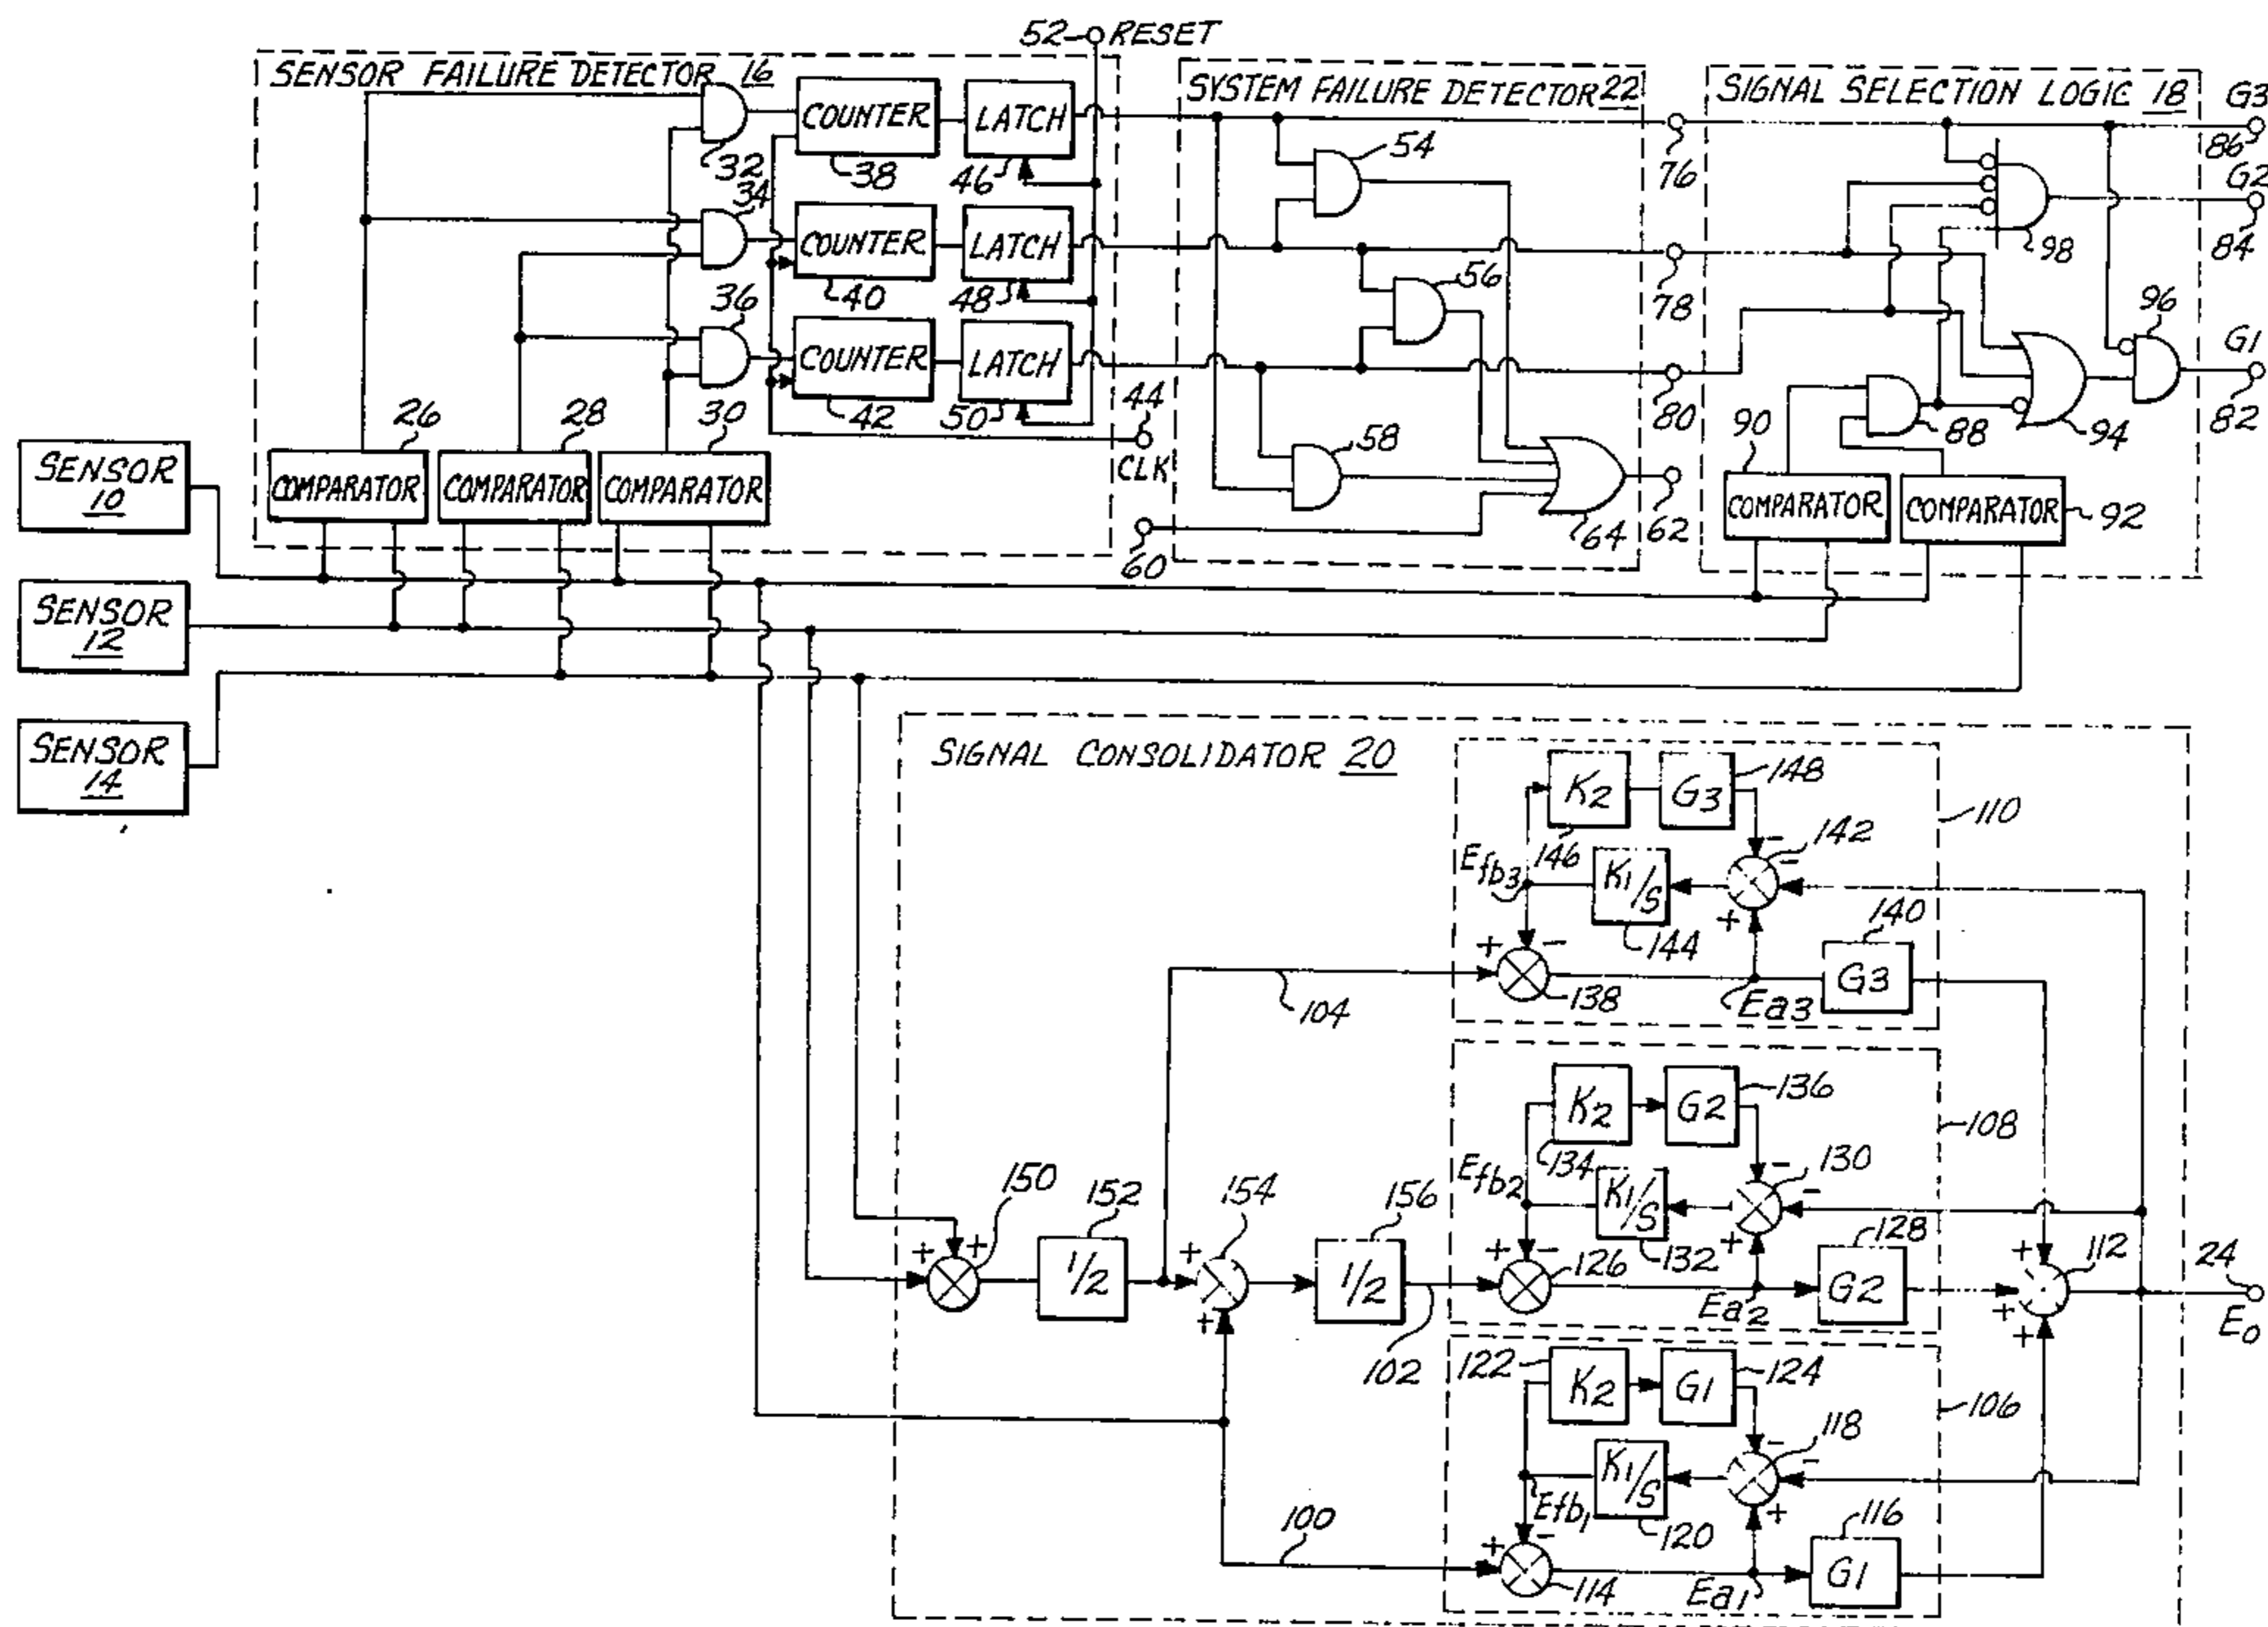 52 RESET
SENSOR FAILURE DETECTOR 16
SYSTEM FAILURE DETECTOR 22
SIGNAL SELECTION LOGIC 18
G3
86
COUNTER
LATCH
32
38
46
54
76
G2
84
34
COUNTER
LATCH
40
48
56
78
98
36
COUNTER
LATCH
42
50
44
CLK
58
80
96
G1
82
26
28
30
90
88
94
SENSOR
10
COMPARATOR
COMPARATOR
COMPARATOR
60
64
62
COMPARATOR
COMPARATOR
92
SENSOR
12
SENSOR
14
SIGNAL CONSOLIDATOR 20
K2
G3
148
110
146
142
-
-
Efb3
K1/S
144
+
140
+
-
G3
138
Ea3
104
K2
G2
136
108
134
130
-
-
Efb2
K1/S
132
+
128
150
152
154
156
+
+
1/2
+
+
1/2
102
+
-
126
Ea2
G2
+
+
+
112
24
Eo
122
K2
G1
124
106
118
-
-
K1/S
Efb1
120
+
116
100
+
-
114
Ea1
G1